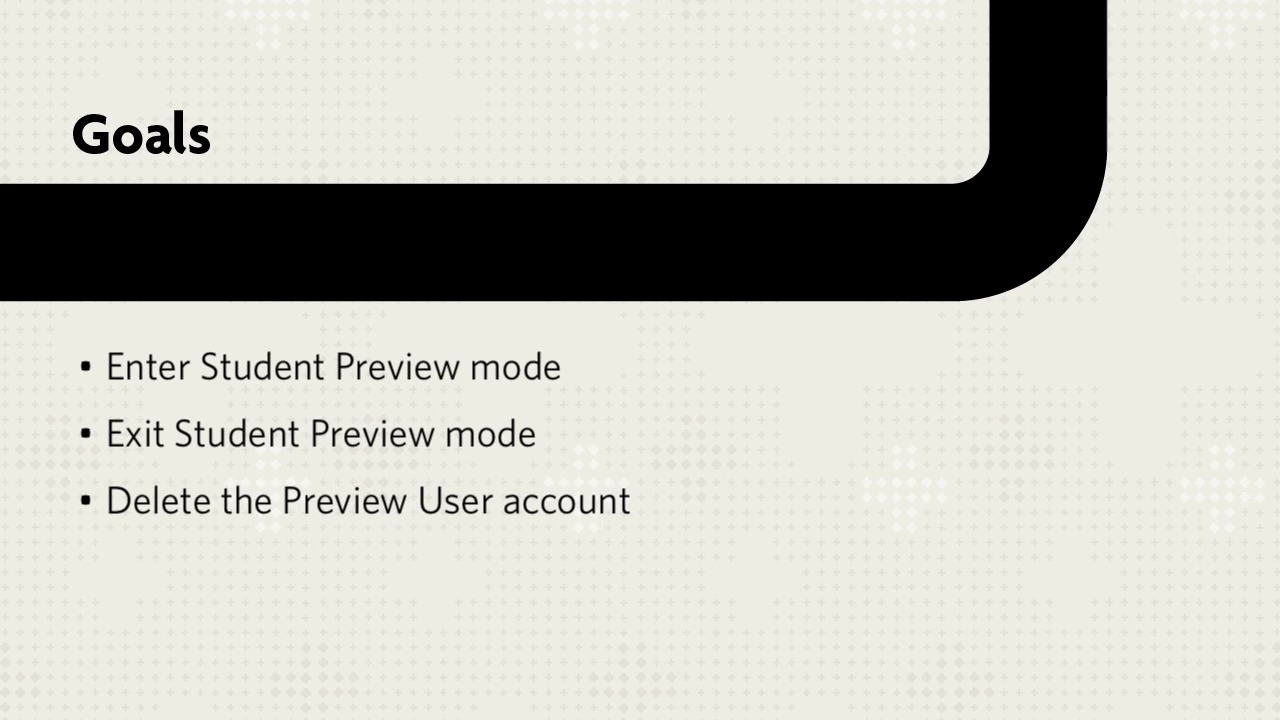 Goals
• Enter Student Preview mode
• Exit Student Preview mode
• Delete the Preview User account